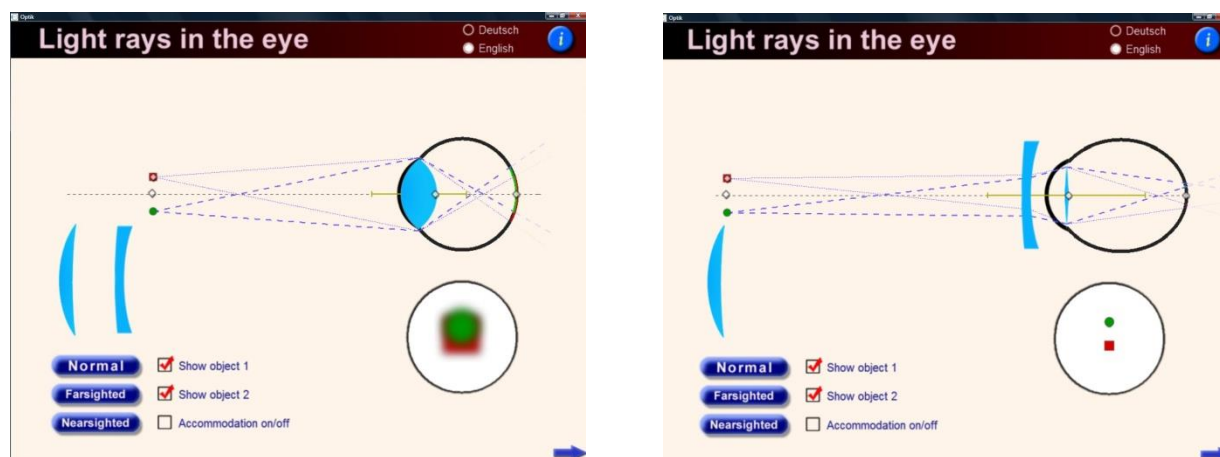 Optik
Light rays in the eye
Deutsch
English
i
Normal
Show object 1
Farsighted
Show object 2
Nearsighted
Accommodation on/off
Optik
Light rays in the eye
Deutsch
English
i
Normal
Show object 1
Farsighted
Show object 2
Nearsighted
Accommodation on/off